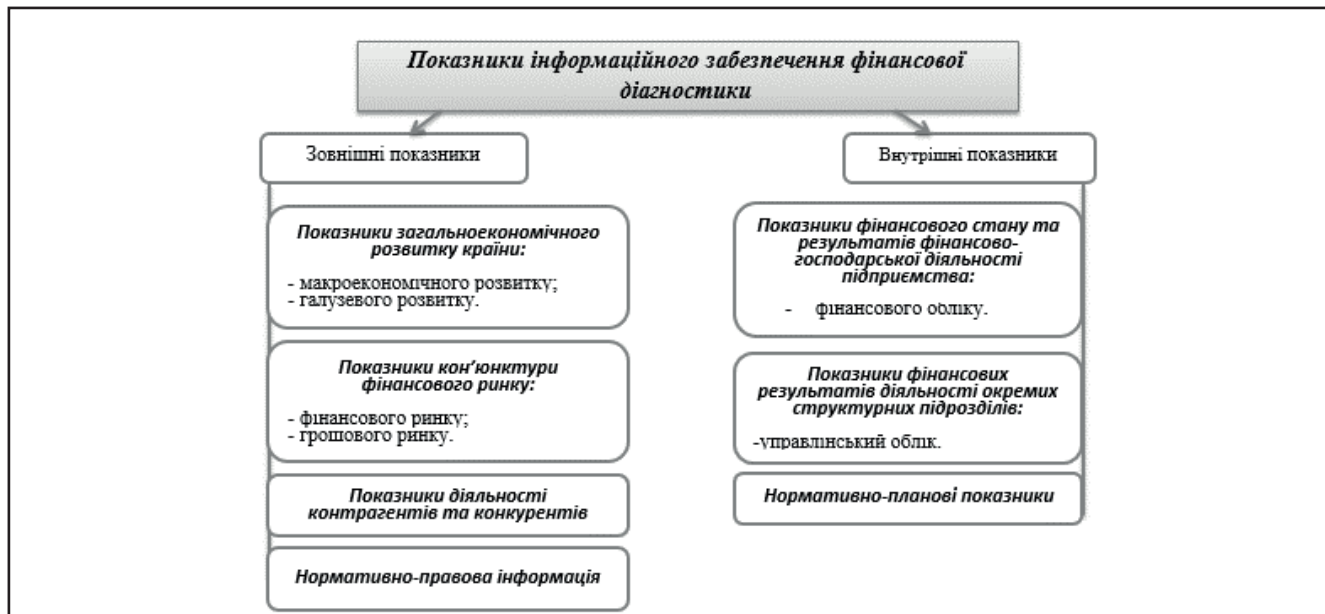 Показники інформаційного забезпечення фінансової
діагностики
Зовнішні показники
Показники загальноекономічного
розвитку країни:
- макроекономічного розвитку;
- галузевого розвитку.
Показники кон’юнктури
фінансового ринку:
- фінансового ринку;
- грошового ринку.
Показники діяльності
контрагентів та конкурентів
Нормативно-правова інформація
Внутрішні показники
Показники фінансового стану та
результатів фінансово-
господарської діяльності
підприємства:
- фінансового обліку.
Показники фінансових
результатів діяльності окремих
структурних підрозділів:
-управлінський облік.
Нормативно-планові показники